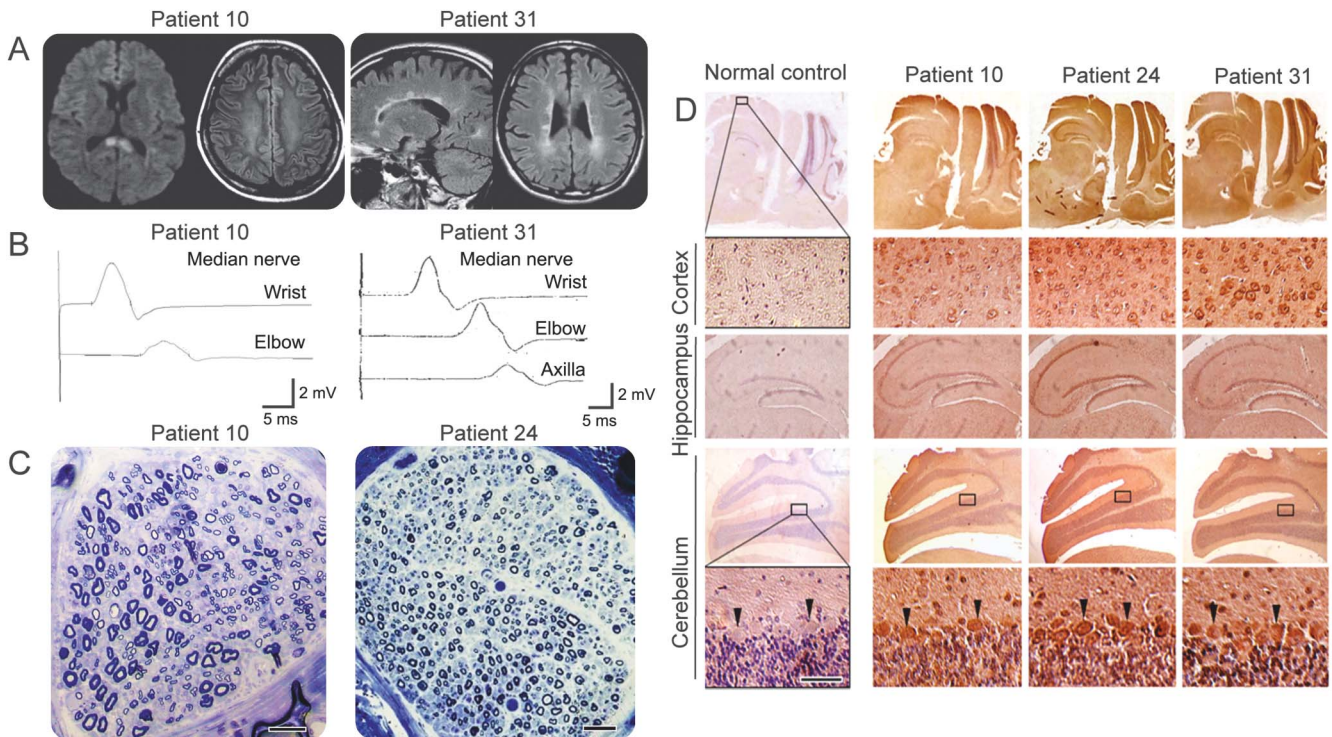 A
Patient 10
Patient 31
B
Patient 10
Median nerve
Wrist
Elbow
2 mV
5 ms
Patient 31
Median nerve
Wrist
Elbow
Axilla
2 mV
5 ms
C
Patient 10
Patient 24
D
Normal control
Patient 10
Patient 24
Patient 31
Cortex
Hippocampus
Cerebellum